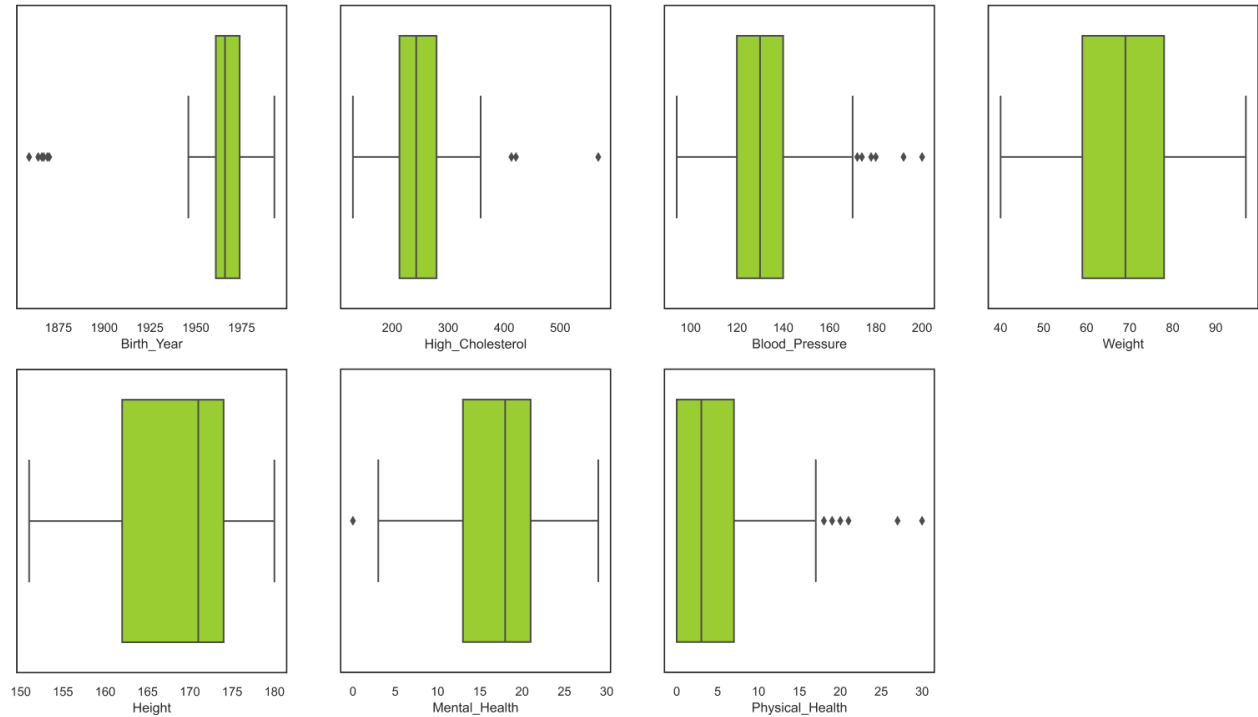 1875 1900 1925 1950 1975
Birth_Year
200 300 400 500
High_Cholesterol
100 120 140 160 180 200
Blood_Pressure
40 50 60 70 80 90
Weight
150 155 160 165 170 175 180
Height
0 5 10 15 20 25 30
Mental_Health
0 5 10 15 20 25 30
Physical_Health